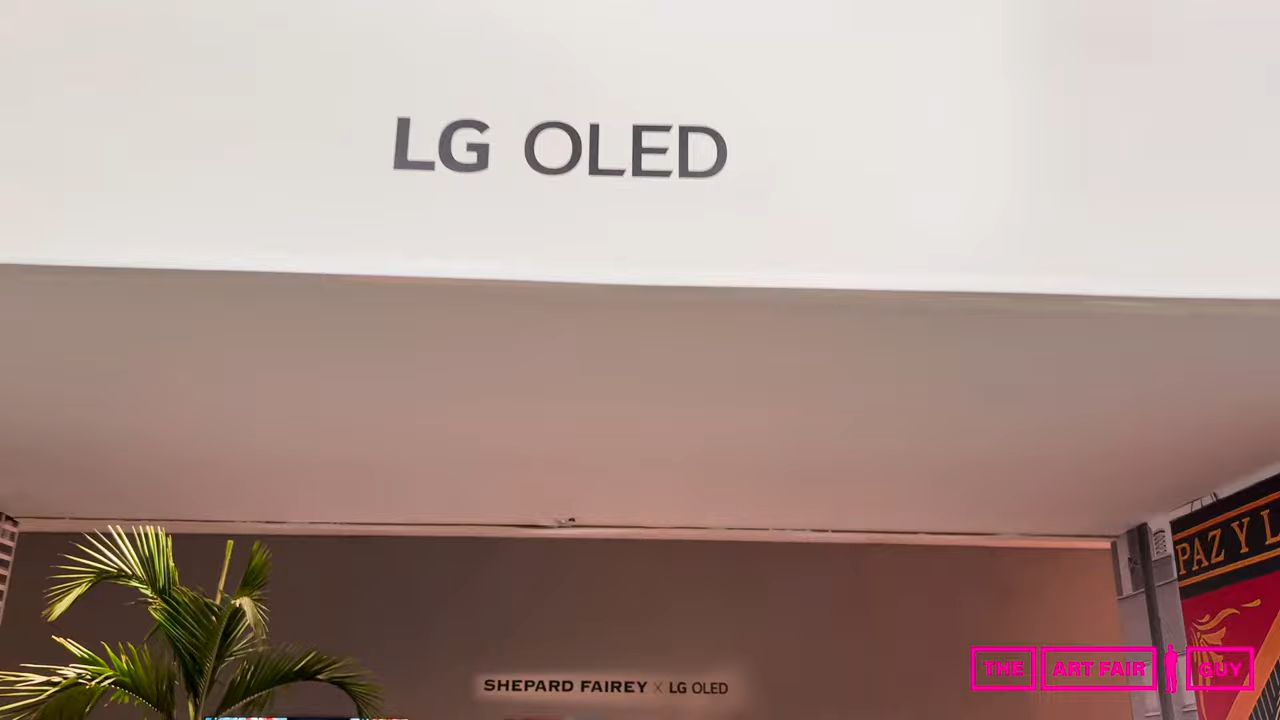 LG OLED
PAZ Y L
SHEPARD FAIREY X LG OLED
THE ART FAIR GUY